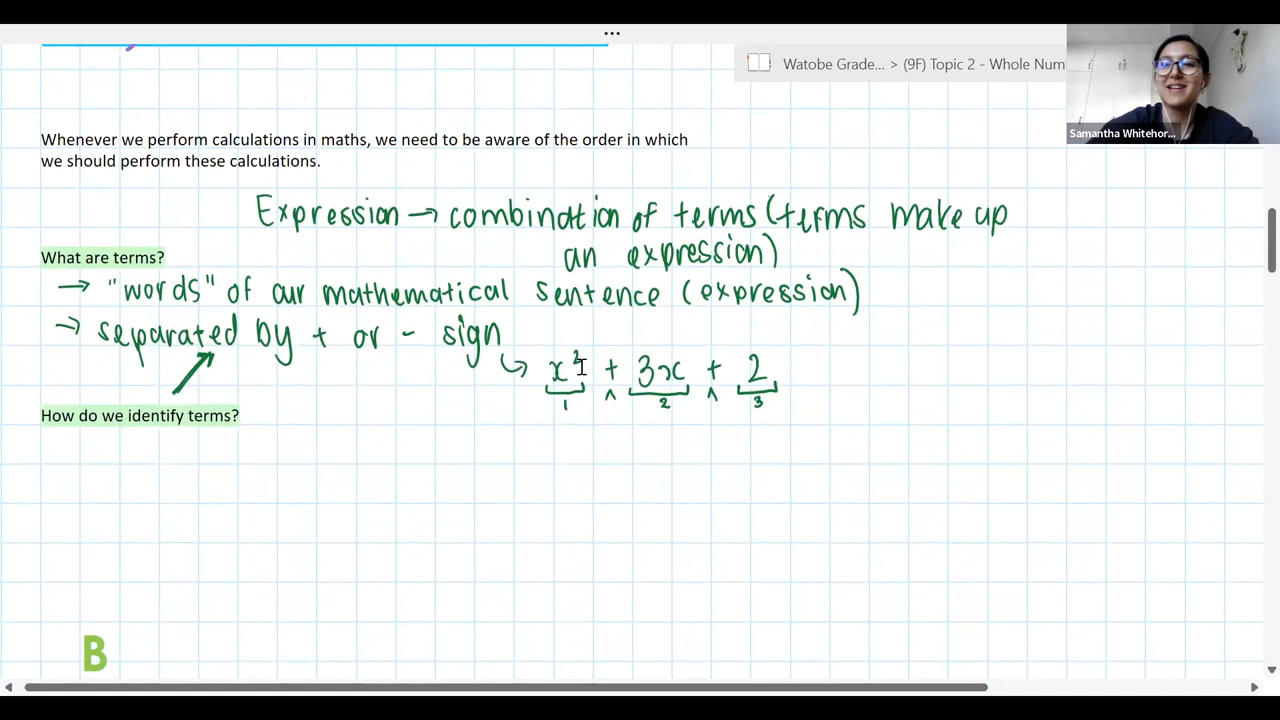 ...
Watobe Grade... > (9F) Topic 2 - Whole Num
Samantha Whitehor...
Whenever we perform calculations in maths, we need to be aware of the order in which
we should perform these calculations.
Expression → combination of terms (terms make up
an expression)
What are terms?
→ "words" of our mathematical sentence (expression)
→ separated by + or - sign
↪ x² + 3x + 2
1 ^ 2 ^ 3
How do we identify terms?
B